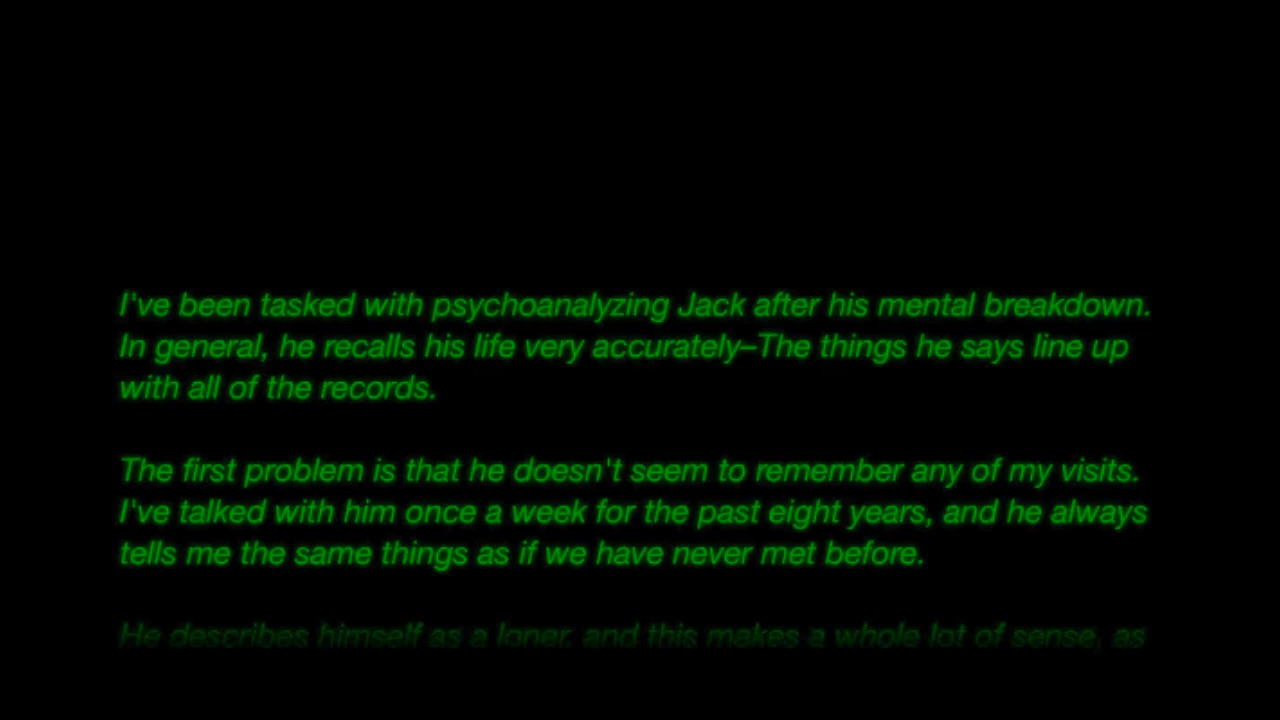 I've been tasked with psychoanalyzing Jack after his mental breakdown.
In general, he recalls his life very accurately–The things he says line up
with all of the records.
The first problem is that he doesn't seem to remember any of my visits.
I've talked with him once a week for the past eight years, and he always
tells me the same things as if we have never met before.
He describes himself as a loner, and this makes a whole lot of sense, as